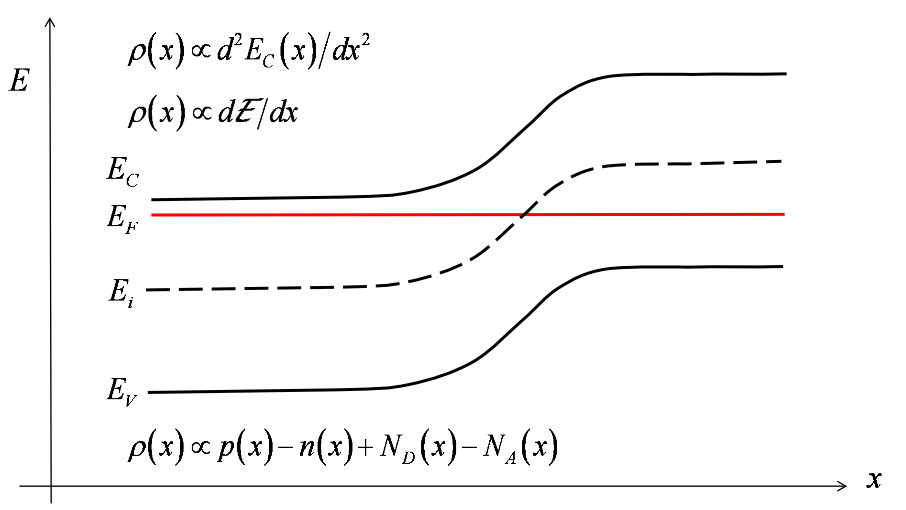 ρ(x) ∝ d²E_C(x)/dx²
E
ρ(x) ∝ dℰ/dx
E_C
E_F
E_i
E_V
ρ(x) ∝ p(x) − n(x) + N_D(x) − N_A(x)
x